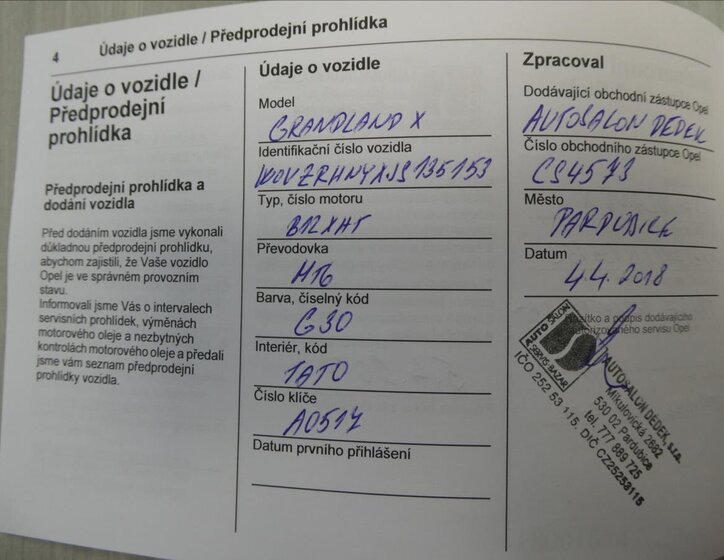 4
Údaje o vozidle / Předprodejní prohlídka
Údaje o vozidle /
Předprodejní
prohlídka
Předprodejní prohlídka a
dodání vozidla
Před dodáním vozidla jsme vykonali
důkladnou předprodejní prohlídku,
abychom zajistili, že Vaše vozidlo
Opel je ve správném provozním
stavu.
Informovali jsme Vás o intervalech
servisních prohlídek, výměnách
motorového oleje a nezbytných
kontrolách motorového oleje a předali
jsme vám seznam předprodejní
prohlídky vozidla.
Údaje o vozidle
Model
GRANDLAND X
Identifikační číslo vozidla
W0VZRHNYXJS135153
Typ, číslo motoru
B12XHT
Převodovka
MT6
Barva, číselný kód
G30
Interiér, kód
TATO
Číslo klíče
A0517
Datum prvního přihlášení
Zpracoval
Dodávající obchodní zástupce Opel
AUTOSALON DEDEK
Číslo obchodního zástupce Opel
CS4573
Město
PARDUBICE
Datum
4.4. 2018
Razítko a podpis dodávajícího
autorizovaného servisu Opel
AUTO SALON
SERVIS BAZAR
AUTOSALON DEDEK, s.r.o.
Mikulovická 2682
530 02 Pardubice
tel. 777 889 725
IČO 252 53 115, DIČ CZ25253115